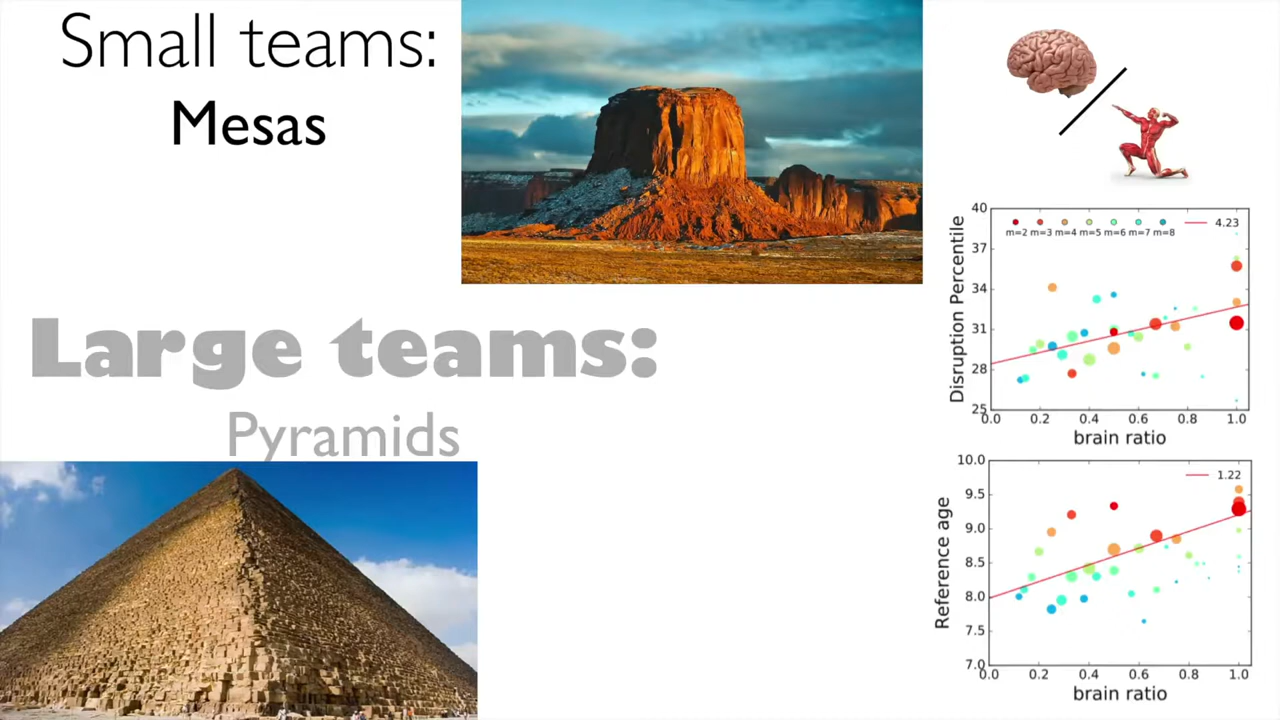 Small teams:
Mesas
Large teams:
Pyramids
40
37
34
31
28
25
Disruption Percentile
m=2 m=3 m=4 m=5 m=6 m=7 m=8
4.23
0.0 0.2 0.4 0.6 0.8 1.0
brain ratio
10.0
9.5
9.0
8.5
8.0
7.5
7.0
Reference age
1.22
0.0 0.2 0.4 0.6 0.8 1.0
brain ratio